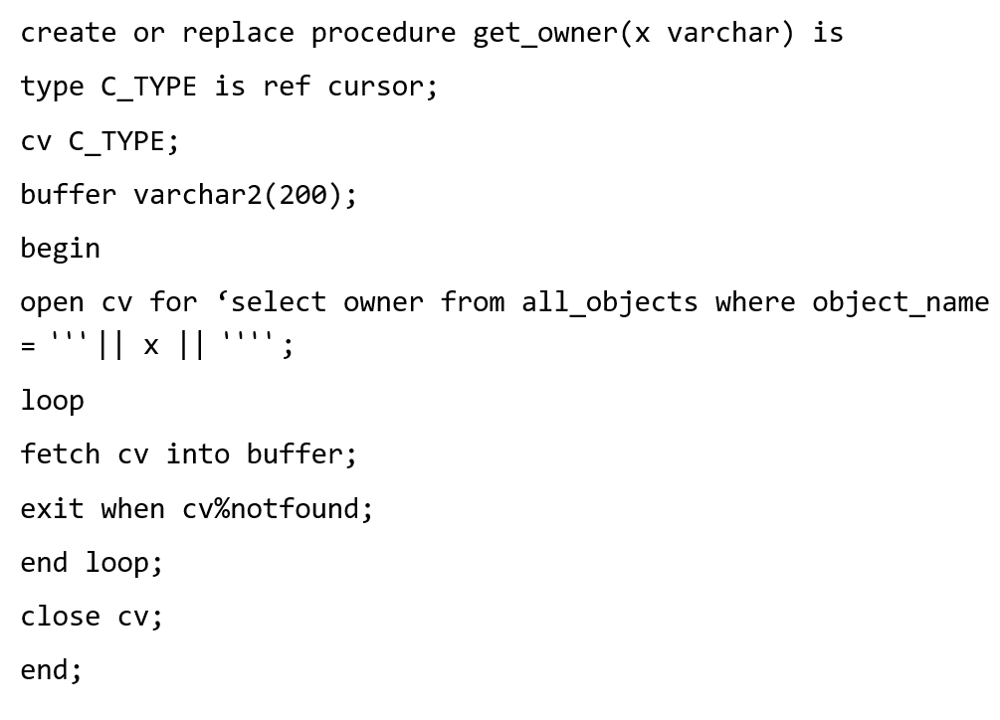 create or replace procedure get_owner(x varchar) is
type C_TYPE is ref cursor;
cv C_TYPE;
buffer varchar2(200);
begin
open cv for ‘select owner from all_objects where object_name
= '''|| x || '''';
loop
fetch cv into buffer;
exit when cv%notfound;
end loop;
close cv;
end;